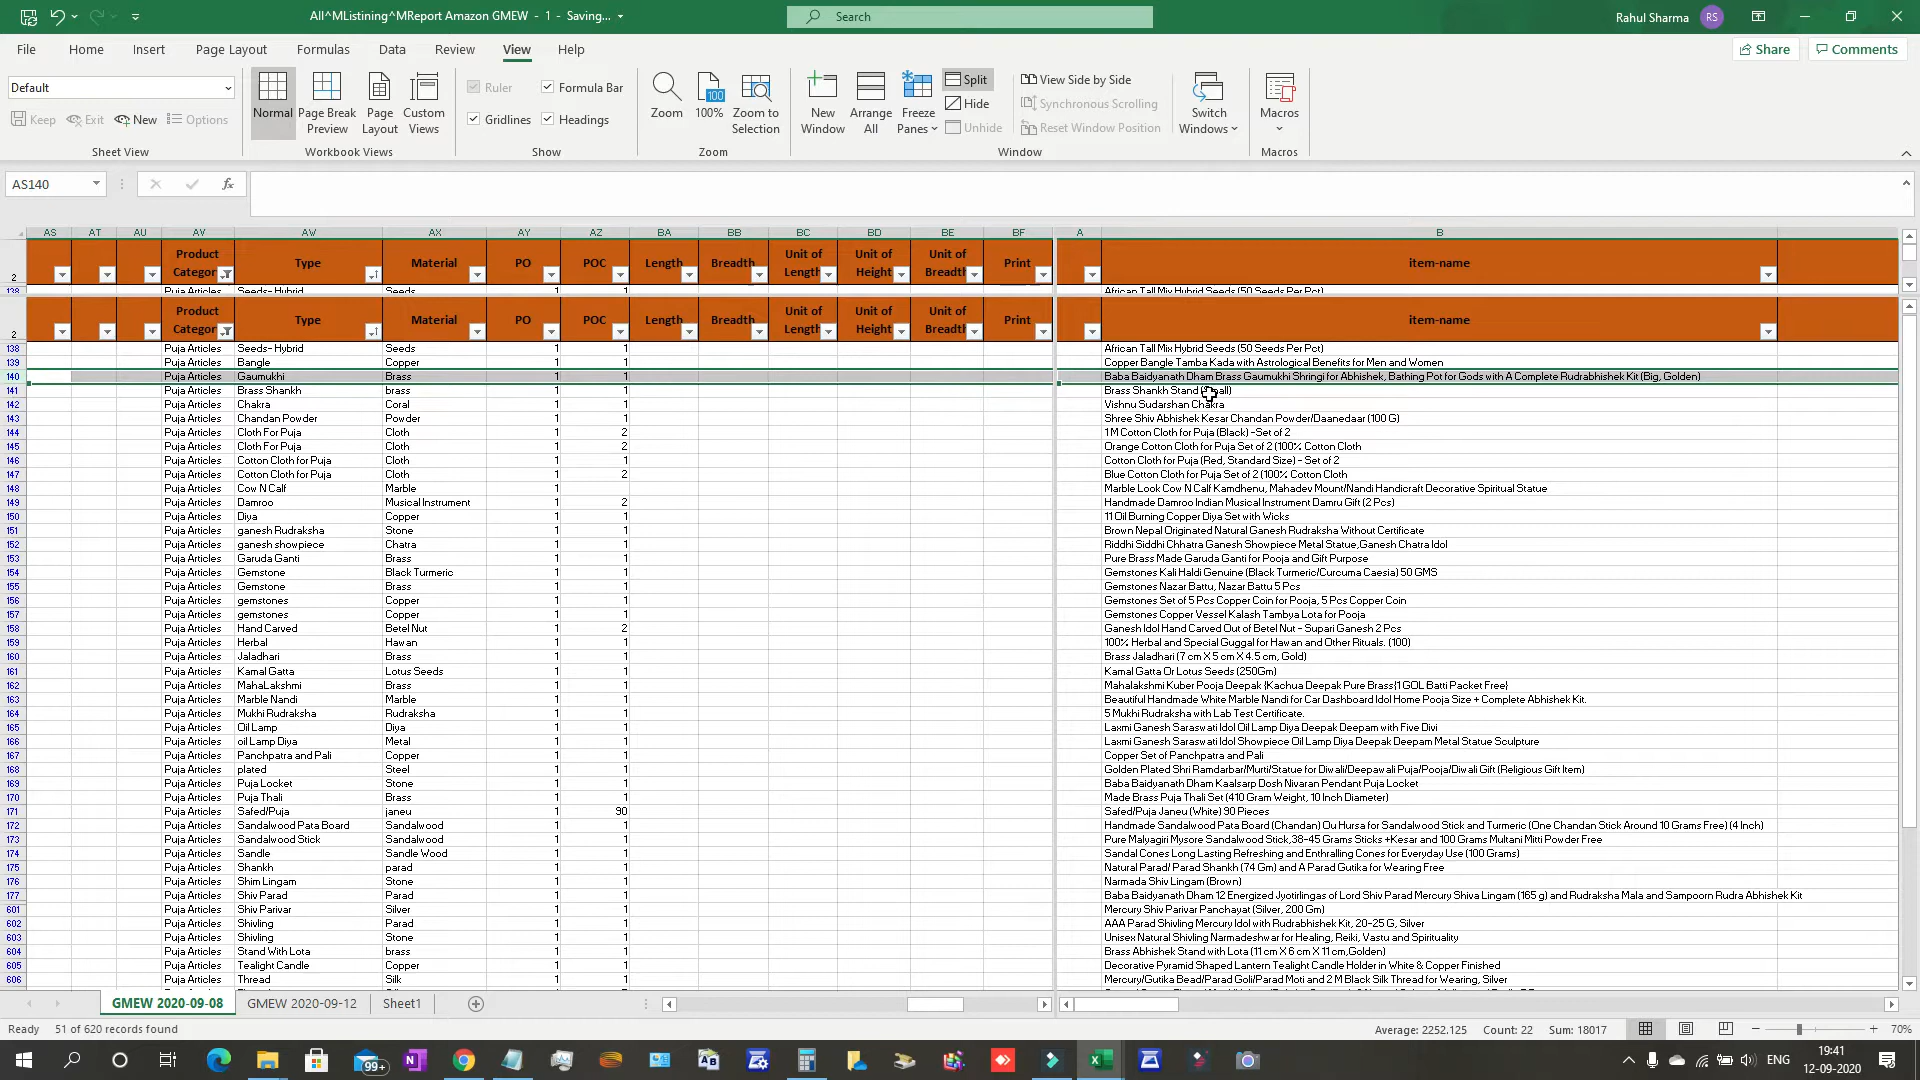 All^MListining^MReport Amazon GMEW - 1 - Saving...
Search
Rahul Sharma RS
File Home Insert Page Layout Formulas Data Review View Help
Share Comments
Default
Keep Exit New Options
Sheet View
Normal Page Break Preview Page Layout Custom Views
Workbook Views
Ruler Formula Bar
Gridlines Headings
Show
Zoom 100% Zoom to Selection
Zoom
New Window Arrange All Freeze Panes
Split
Hide
Unhide
View Side by Side
Synchronous Scrolling
Reset Window Position
Switch Windows
Window
Macros
Macros
AS140
fx
AS AT AU AV AW AX AY AZ BA BB BC BD BE BF A B
2 Product Categor Type Material PO POC Length Breadth Unit of Length Unit of Height Unit of Breadth Print item-name
138 Puja Articles Seeds- Hybrid Seeds 1 1 African Tall Mix Hybrid Seeds (50 Seeds Per Pct)
2 Product Categor Type Material PO POC Length Breadth Unit of Length Unit of Height Unit of Breadth Print item-name
138 Puja Articles Seeds- Hybrid Seeds 1 1 African Tall Mix Hybrid Seeds (50 Seeds Per Pct)
139 Puja Articles Bangle Copper 1 1 Copper Bangle Tamba Kada with Astrological Benefits for Men and Women
140 Puja Articles Gaumukhi Brass 1 1 Baba Baidyanath Dham Brass Gaumukhi Shringi for Abhishek, Bathing Pot for Gods with A Complete Rudrabhishek Kit (Big, Golden)
141 Puja Articles Brass Shankh brass 1 1 Brass Shankh Stand
142 Puja Articles Chakra Coral 1 1 Vishnu Sudarshan Chakra
143 Puja Articles Chandan Powder Powder 1 1 Shree Shiv Abhishek Kesar Chandan Powder/Daanedaar (100 G)
144 Puja Articles Cloth For Puja Cloth 1 2 1 M Cotton Cloth for Puja (Black) -Set of 2
145 Puja Articles Cloth For Puja Cloth 1 2 Orange Cotton Cloth for Puja Set of 2 (100% Cotton Cloth
146 Puja Articles Cotton Cloth for Puja Cloth 1 1 Cotton Cloth for Puja (Red, Standard Size) - Set of 2
147 Puja Articles Cotton Cloth for Puja Cloth 1 2 Blue Cotton Cloth for Puja Set of 2 (100% Cotton Cloth
148 Puja Articles Cow N Calf Marble 1 Marble Look Cow N Calf Kamdhenu, Mahadev Mount/Nandi Handicraft Decorative Spiritual Statue
149 Puja Articles Damroo Musical Instrument 1 2 Handmade Damroo Indian Musical Instrument Damru Gift (2 Pcs)
150 Puja Articles Diya Copper 1 1 11 Oil Burning Copper Diya Set with Wicks
151 Puja Articles ganesh Rudraksha Stone 1 1 Brown Nepal Originated Natural Ganesh Rudraksha Without Certificate
152 Puja Articles ganesh showpiece Chatra 1 1 Riddhi Siddhi Chhatra Ganesh Showpiece Metal Statue,Ganesh Chatra Idol
153 Puja Articles Garuda Ganti Brass 1 1 Pure Brass Made Garuda Ganti for Pooja and Gift Purpose
154 Puja Articles Gemstone Black Turmeric 1 1 Gemstones Kali Haldi Genuine (Black Turmeric/Curcuma Caesia) 50 GMS
155 Puja Articles Gemstone Brass 1 1 Gemstones Nazar Battu, Nazar Battu 5 Pcs
156 Puja Articles gemstones Copper 1 1 Gemstones Set of 5 Pcs Copper Coin for Pooja, 5 Pcs Copper Coin
157 Puja Articles gemstones Copper 1 1 Gemstones Copper Vessel Kalash Tambya Lota for Pooja
158 Puja Articles Hand Carved Betel Nut 1 2 Ganesh Idol Hand Carved Out of Betel Nut - Supari Ganesh 2 Pcs
159 Puja Articles Herbal Hawan 1 1 100% Herbal and Special Guggal for Hawan and Other Rituals. (100)
160 Puja Articles Jaladhari Brass 1 1 Brass Jaladhari (7 cm X 5 cm X 4.5 cm, Gold)
161 Puja Articles Kamal Gatta Lotus Seeds 1 1 Kamal Gatta Or Lotus Seeds (250Gm)
162 Puja Articles MahaLakshmi Brass 1 1 Mahalakshmi Kuber Pooja Deepak {Kachua Deepak Pure Brass{1 GOL Batti Packet Free}
163 Puja Articles Marble Nandi Marble 1 1 Beautiful Handmade White Marble Nandi for Car Dashboard Idol Home Pooja Size + Complete Abhishek Kit.
164 Puja Articles Mukhi Rudraksha Rudraksha 1 1 5 Mukhi Rudraksha with Lab Test Certificate.
165 Puja Articles Oil Lamp Diya 1 1 Laxmi Ganesh Saraswati Idol Oil Lamp Diya Deepak Deepam with Five Divi
166 Puja Articles oil Lamp Diya Metal 1 1 Laxmi Ganesh Saraswati Idol Showpiece Oil Lamp Diya Deepak Deepam Metal Statue Sculpture
167 Puja Articles Panchpatra and Pali Copper 1 1 Copper Set of Panchpatra and Pali
168 Puja Articles plated Steel 1 1 Golden Plated Shri Ramdarbar/Murti/Statue for Diwali/Deepawali Puja/Pooja/Diwali Gift (Religious Gift Item)
169 Puja Articles Puja Locket Stone 1 1 Baba Baidyanath Dham Kaalsarp Dosh Nivaran Pendant Puja Locket
170 Puja Articles Puja Thali Brass 1 1 Made Brass Puja Thali Set (410 Gram Weight, 10 Inch Diameter)
171 Puja Articles Safed/Puja janeu 1 90 Safed/Puja Janeu (White) 90 Pieces
172 Puja Articles Sandalwood Pata Board Sandalwood 1 1 Handmade Sandalwood Pata Board (Chandan) Ou Hursa for Sandalwood Stick and Turmeric (One Chandan Stick Around 10 Grams Free) (4 Inch)
173 Puja Articles Sandalwood Stick Sandalwood 1 1 Pure Malyagiri Mysore Sandalwood Stick,36-45 Grams Sticks +Kesar and 100 Grams Multani Mitti Powder Free
174 Puja Articles Sandle Sandle Wood 1 1 Sandal Cones Long Lasting Refreshing and Enthralling Cones for Everyday Use (100 Grams)
175 Puja Articles Shankh parad 1 1 Natural Parad/ Parad Shankh (74 Gm) and A Parad Gutika for Wearing Free
176 Puja Articles Shim Lingam Stone 1 1 Narmada Shiv Lingam (Brown)
177 Puja Articles Shiv Parad Parad 1 1 Baba Baidyanath Dham 12 Energized Jyotirlingas of Lord Shiv Parad Mercury Shiva Lingam (165 g) and Rudraksha Mala and Sampoorn Rudra Abhishek Kit
601 Puja Articles Shiv Parivar Silver 1 1 Mercury Shiv Parivar Panchayat (Silver, 200 Gm)
602 Puja Articles Shivling Parad 1 1 AAA Parad Shivling Mercury Idol with Rudrabhishek Kit, 20-25 G, Silver
603 Puja Articles Shivling Stone 1 1 Unisex Natural Shivling Narmadeshwar for Healing, Reiki, Vastu and Spirituality
604 Puja Articles Stand With Lota brass 1 1 Brass Abhishek Stand with Lota (11 cm X 6 cm X 11 cm,Golden)
605 Puja Articles Tealight Candle Copper 1 1 Decorative Pyramid Shaped Lantern Tealight Candle Holder in White & Copper Finished
606 Puja Articles Thread Silk 1 1 Mercury/Gutika Bead/Parad Goli/Parad Moti and 2 M Black Silk Thread for Wearing, Silver
GMEW 2020-09-08 GMEW 2020-09-12 Sheet1
Ready 51 of 620 records found Average: 2252.125 Count: 22 Sum: 18017 70%
99+ ENG 19:41
12-09-2020